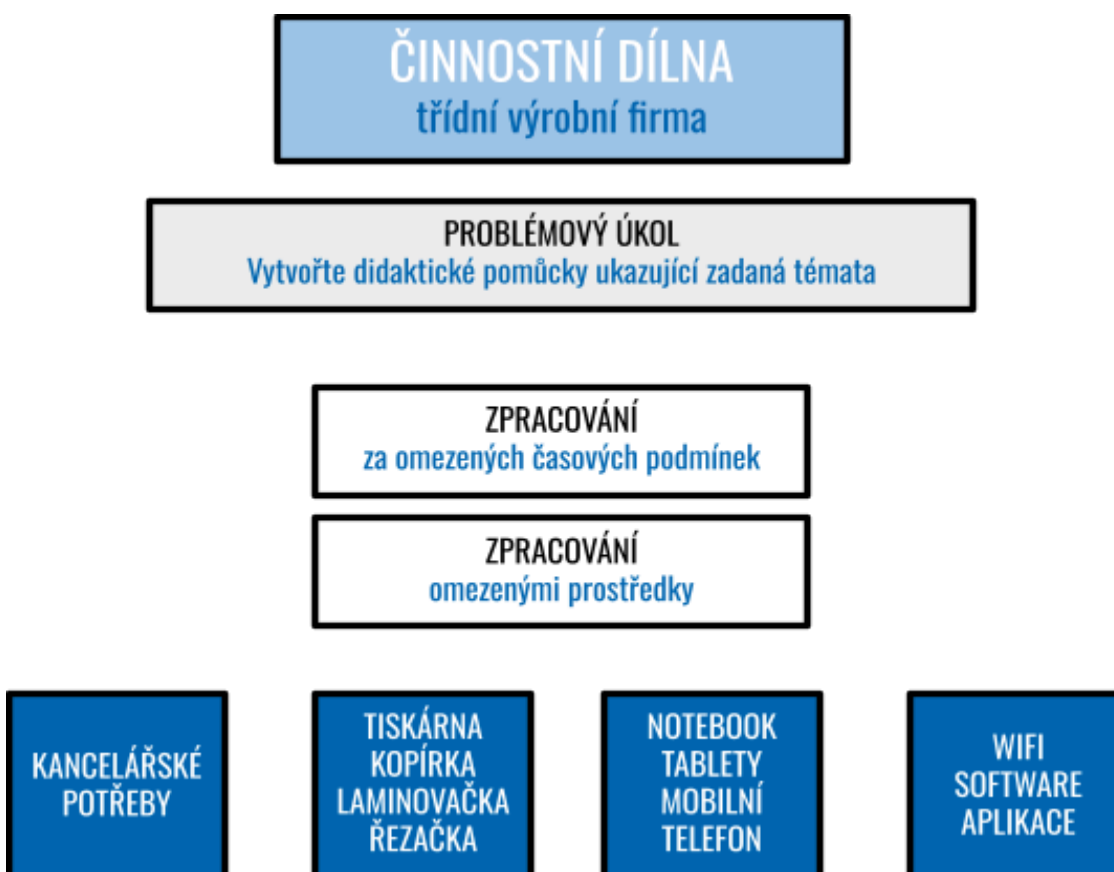 ČINNOSTNÍ DÍLNA
třídní výrobní firma
PROBLÉMOVÝ ÚKOL
Vytvořte didaktické pomůcky ukazující zadaná témata
ZPRACOVÁNÍ
za omezených časových podmínek
ZPRACOVÁNÍ
omezenými prostředky
KANCELÁŘSKÉ
POTŘEBY
TISKÁRNA
KOPÍRKA
LAMINOVAČKA
ŘEZAČKA
NOTEBOOK
TABLETY
MOBILNÍ
TELEFON
WIFI
SOFTWARE
APLIKACE